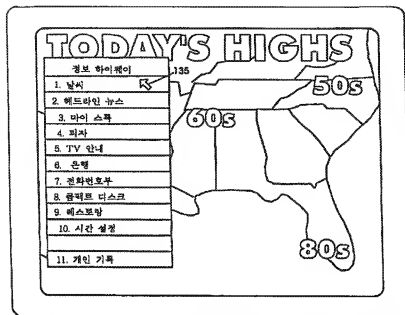 TODAY'S HIGHS
정보 하이웨이
135
1. 날씨
2. 헤드라인 뉴스
3. 마이 스톡
4. 피자
5. TV 안내
6. 은행
7. 전화번호부
8. 콤팩트 디스크
9. 레스토랑
10. 시간 설정
11. 개인 기록
50s
60s
80s